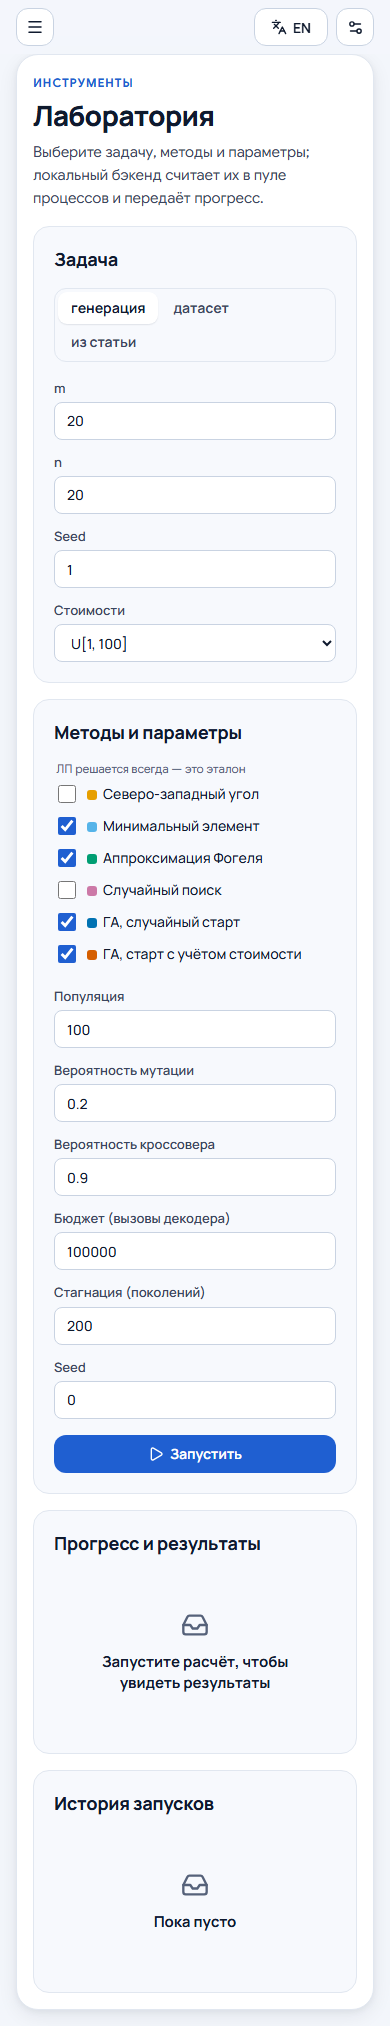 EN
ИНСТРУМЕНТЫ
Лаборатория
Выберите задачу, методы и параметры;
локальный бэкенд считает их в пуле
процессов и передаёт прогресс.
Задача
генерация
датасет
из статьи
m
20
n
20
Seed
1
Стоимости
U[1, 100]
Методы и параметры
ЛП решается всегда — это эталон
Северо-западный угол
Минимальный элемент
Аппроксимация Фогеля
Случайный поиск
ГА, случайный старт
ГА, старт с учётом стоимости
Популяция
100
Вероятность мутации
0.2
Вероятность кроссовера
0.9
Бюджет (вызовы декодера)
100000
Стагнация (поколений)
200
Seed
0
Запустить
Прогресс и результаты
Запустите расчёт, чтобы
увидеть результаты
История запусков
Пока пусто